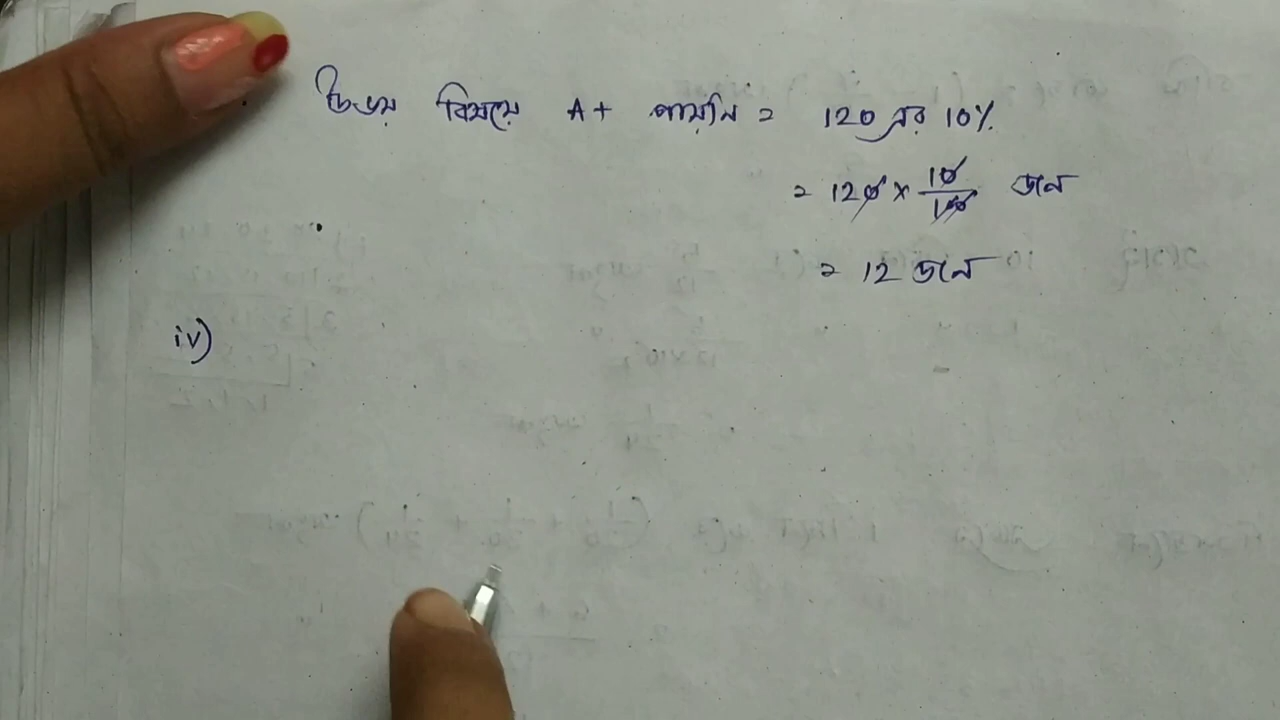 উভয় বিষয়ে A+ পায়নি = 120 এর 10%
= 120 × 10/100 জন
= 12 জন
iv)